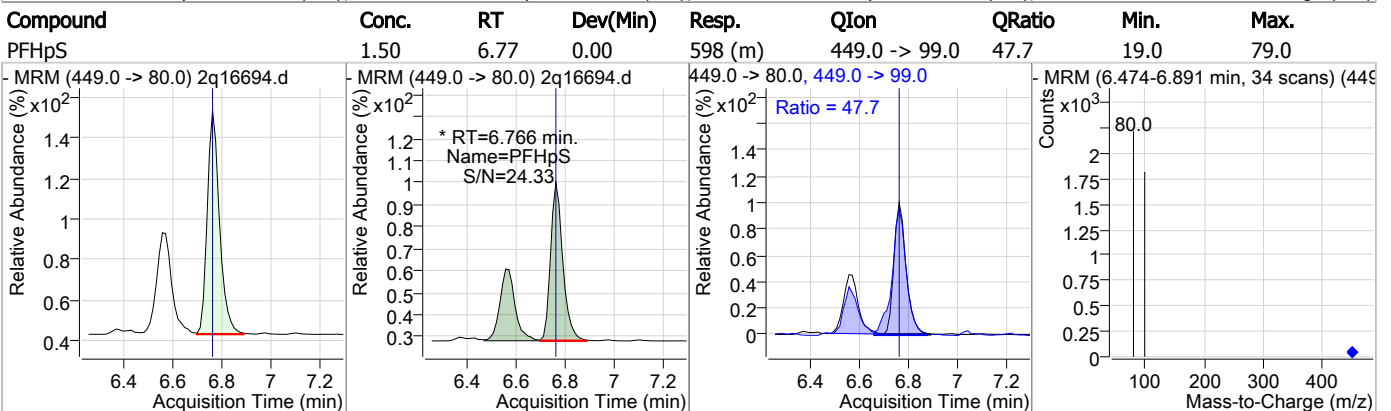 Compound Conc. RT Dev(Min) Resp. QIon QRatio Min. Max.
PFHpS 1.50 6.77 0.00 598 (m) 449.0 -> 99.0 47.7 19.0 79.0
- MRM (449.0 -> 80.0) 2q16694.d
x10²
Relative Abundance (%)
1.4
1.2
1
0.8
0.6
0.4
6.4 6.6 6.8 7 7.2
Acquisition Time (min)
- MRM (449.0 -> 80.0) 2q16694.d
x10²
Relative Abundance (%)
* RT=6.766 min.
Name=PFHpS
S/N=24.33
1.2
1.1
1
0.9
0.8
0.7
0.6
0.5
0.4
0.3
6.4 6.6 6.8 7 7.2
Acquisition Time (min)
449.0 -> 80.0, 449.0 -> 99.0
x10²
Relative Abundance (%)
Ratio = 47.7
1.4
1.2
1
0.8
0.6
0.4
0.2
0
6.4 6.6 6.8 7 7.2
Acquisition Time (min)
- MRM (6.474-6.891 min, 34 scans) (449
x10³
Counts
80.0
2
1.75
1.5
1.25
1
0.75
0.5
0.25
0
100 200 300 400
Mass-to-Charge (m/z)